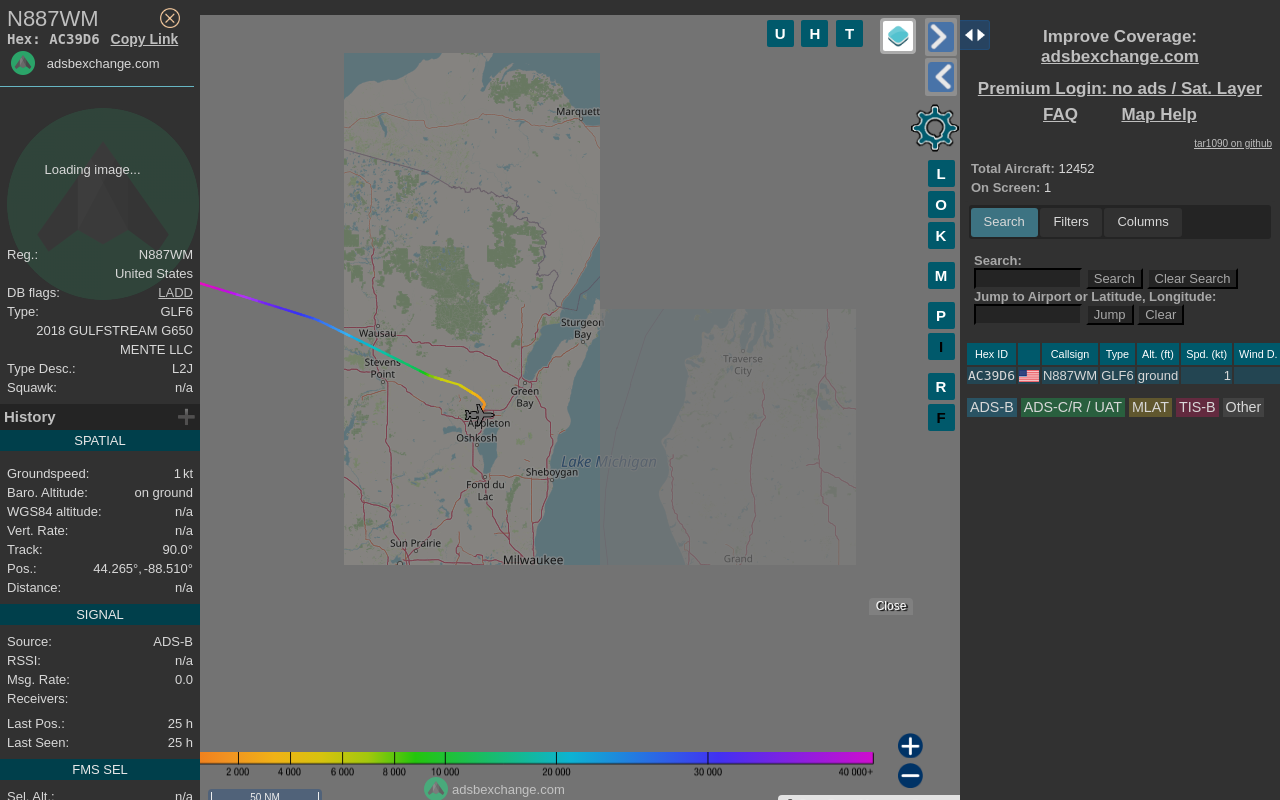 N887WM
Hex: AC39D6 Copy Link
adsbexchange.com
Loading image...
Reg.: N887WM
United States
DB flags: LADD
Type: GLF6
2018 GULFSTREAM G650
MENTE LLC
Type Desc.: L2J
Squawk: n/a
History
SPATIAL
Groundspeed: 1 kt
Baro. Altitude: on ground
WGS84 altitude: n/a
Vert. Rate: n/a
Track: 90.0°
Pos.: 44.265°, -88.510°
Distance: n/a
SIGNAL
Source: ADS-B
RSSI: n/a
Msg. Rate: 0.0
Receivers:
Last Pos.: 25 h
Last Seen: 25 h
FMS SEL
Sel. Alt.: n/a
U H T
L
O
K
M
P
I
R
F
Marquett
Sturgeon
Bay
Wausau
Stevens
Point
Green
Bay
Appleton
Oshkosh
Traverse
City
Lake Michigan
Sheboygan
Fond du
Lac
Sun Prairie
Milwaukee
Grand
Close
2 000 4 000 6 000 8 000 10 000 20 000 30 000 40 000+
adsbexchange.com
50 NM
Improve Coverage:
adsbexchange.com
Premium Login: no ads / Sat. Layer
FAQ Map Help
tar1090 on github
Total Aircraft: 12452
On Screen: 1
Search Filters Columns
Search:
Search Clear Search
Jump to Airport or Latitude, Longitude:
Jump Clear
Hex ID Callsign Type Alt. (ft) Spd. (kt) Wind D.
AC39D6 N887WM GLF6 ground 1
ADS-B ADS-C/R / UAT MLAT TIS-B Other